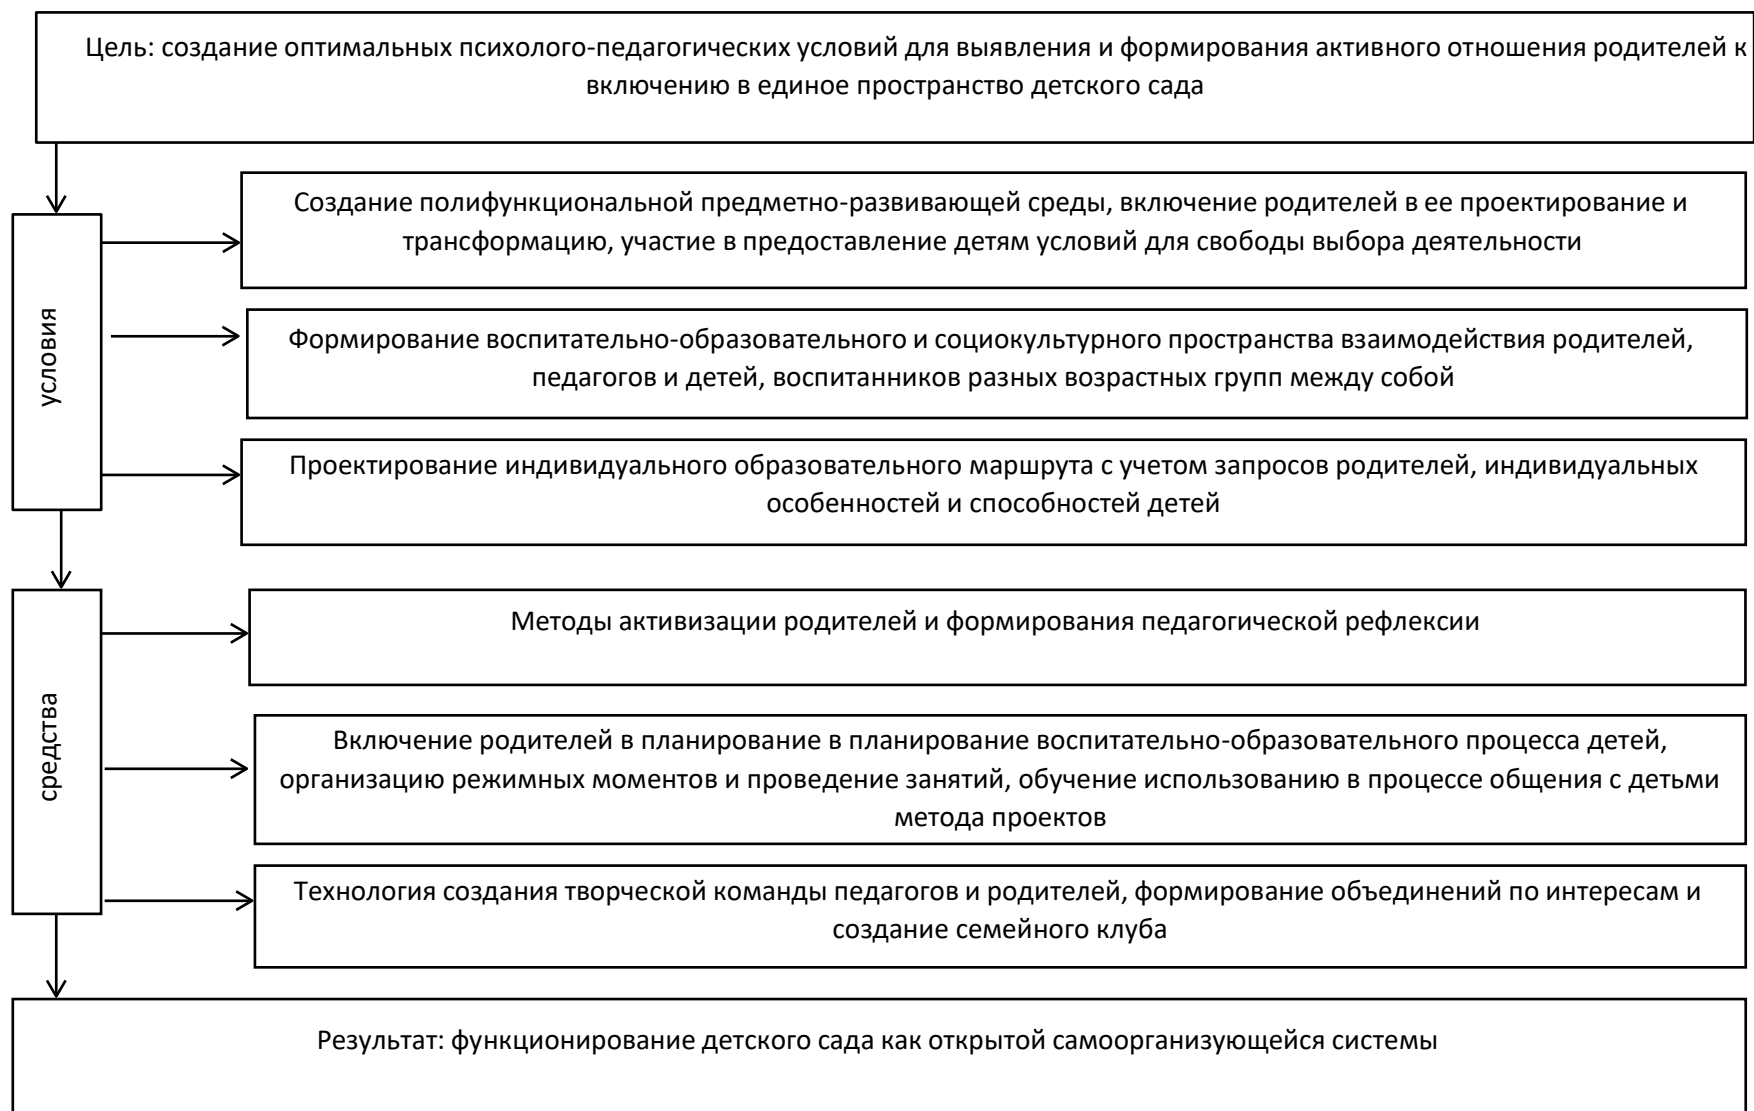 Цель: создание оптимальных психолого-педагогических условий для выявления и формирования активного отношения родителей к
включению в единое пространство детского сада
условия
Создание полифункциональной предметно-развивающей среды, включение родителей в ее проектирование и
трансформацию, участие в предоставление детям условий для свободы выбора деятельности
Формирование воспитательно-образовательного и социокультурного пространства взаимодействия родителей,
педагогов и детей, воспитанников разных возрастных групп между собой
Проектирование индивидуального образовательного маршрута с учетом запросов родителей, индивидуальных
особенностей и способностей детей
средства
Методы активизации родителей и формирования педагогической рефлексии
Включение родителей в планирование в планирование воспитательно-образовательного процесса детей,
организацию режимных моментов и проведение занятий, обучение использованию в процессе общения с детьми
метода проектов
Технология создания творческой команды педагогов и родителей, формирование объединений по интересам и
создание семейного клуба
Результат: функционирование детского сада как открытой самоорганизующейся системы